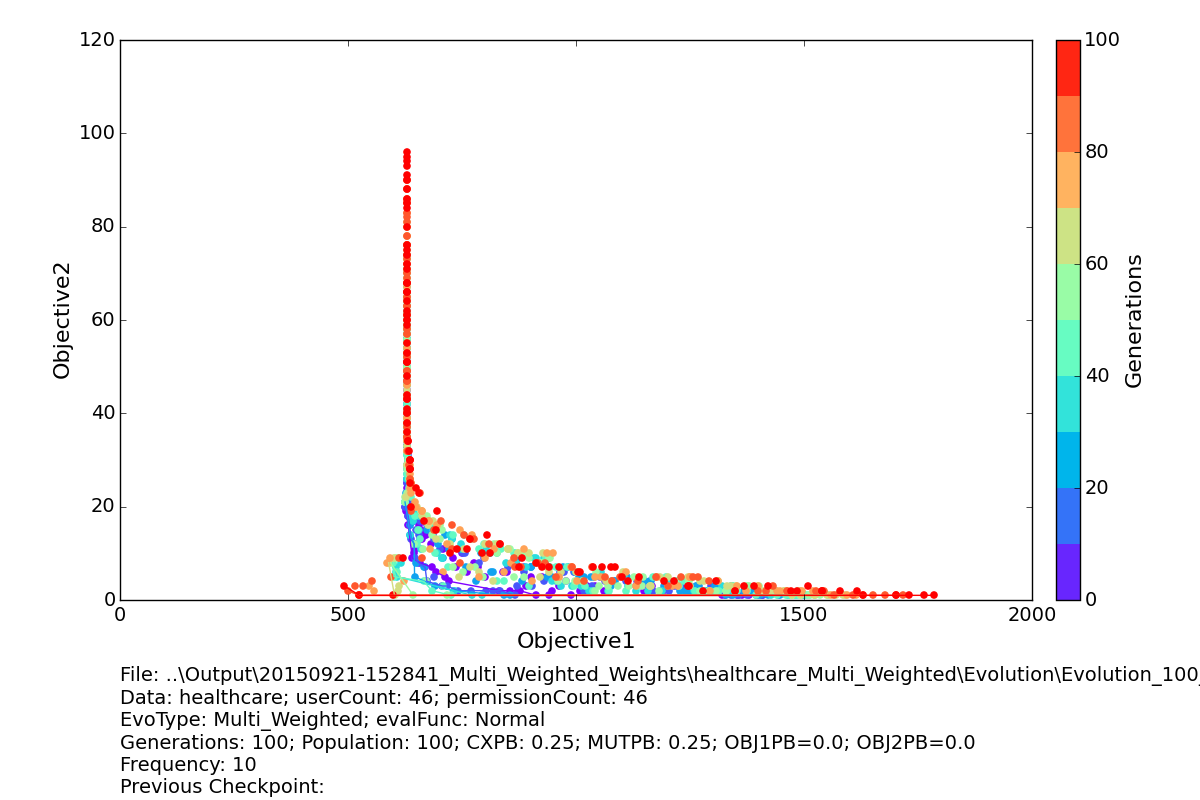 120
100
80
60
40
20
0
Objective2
0
500
1000
1500
2000
Objective1
100
80
60
40
20
0
Generations
File: ..\Output\20150921-152841_Multi_Weighted_Weights\healthcare_Multi_Weighted\Evolution\Evolution_100_
Data: healthcare; userCount: 46; permissionCount: 46
EvoType: Multi_Weighted; evalFunc: Normal
Generations: 100; Population: 100; CXPB: 0.25; MUTPB: 0.25; OBJ1PB=0.0; OBJ2PB=0.0
Frequency: 10
Previous Checkpoint: